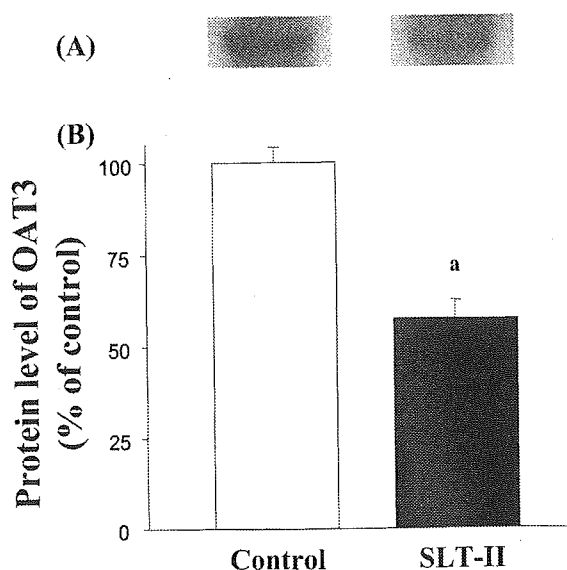 (A)
(B)
Protein level of OAT3
(% of control)
100
75
50
25
0
a
Control
SLT-II